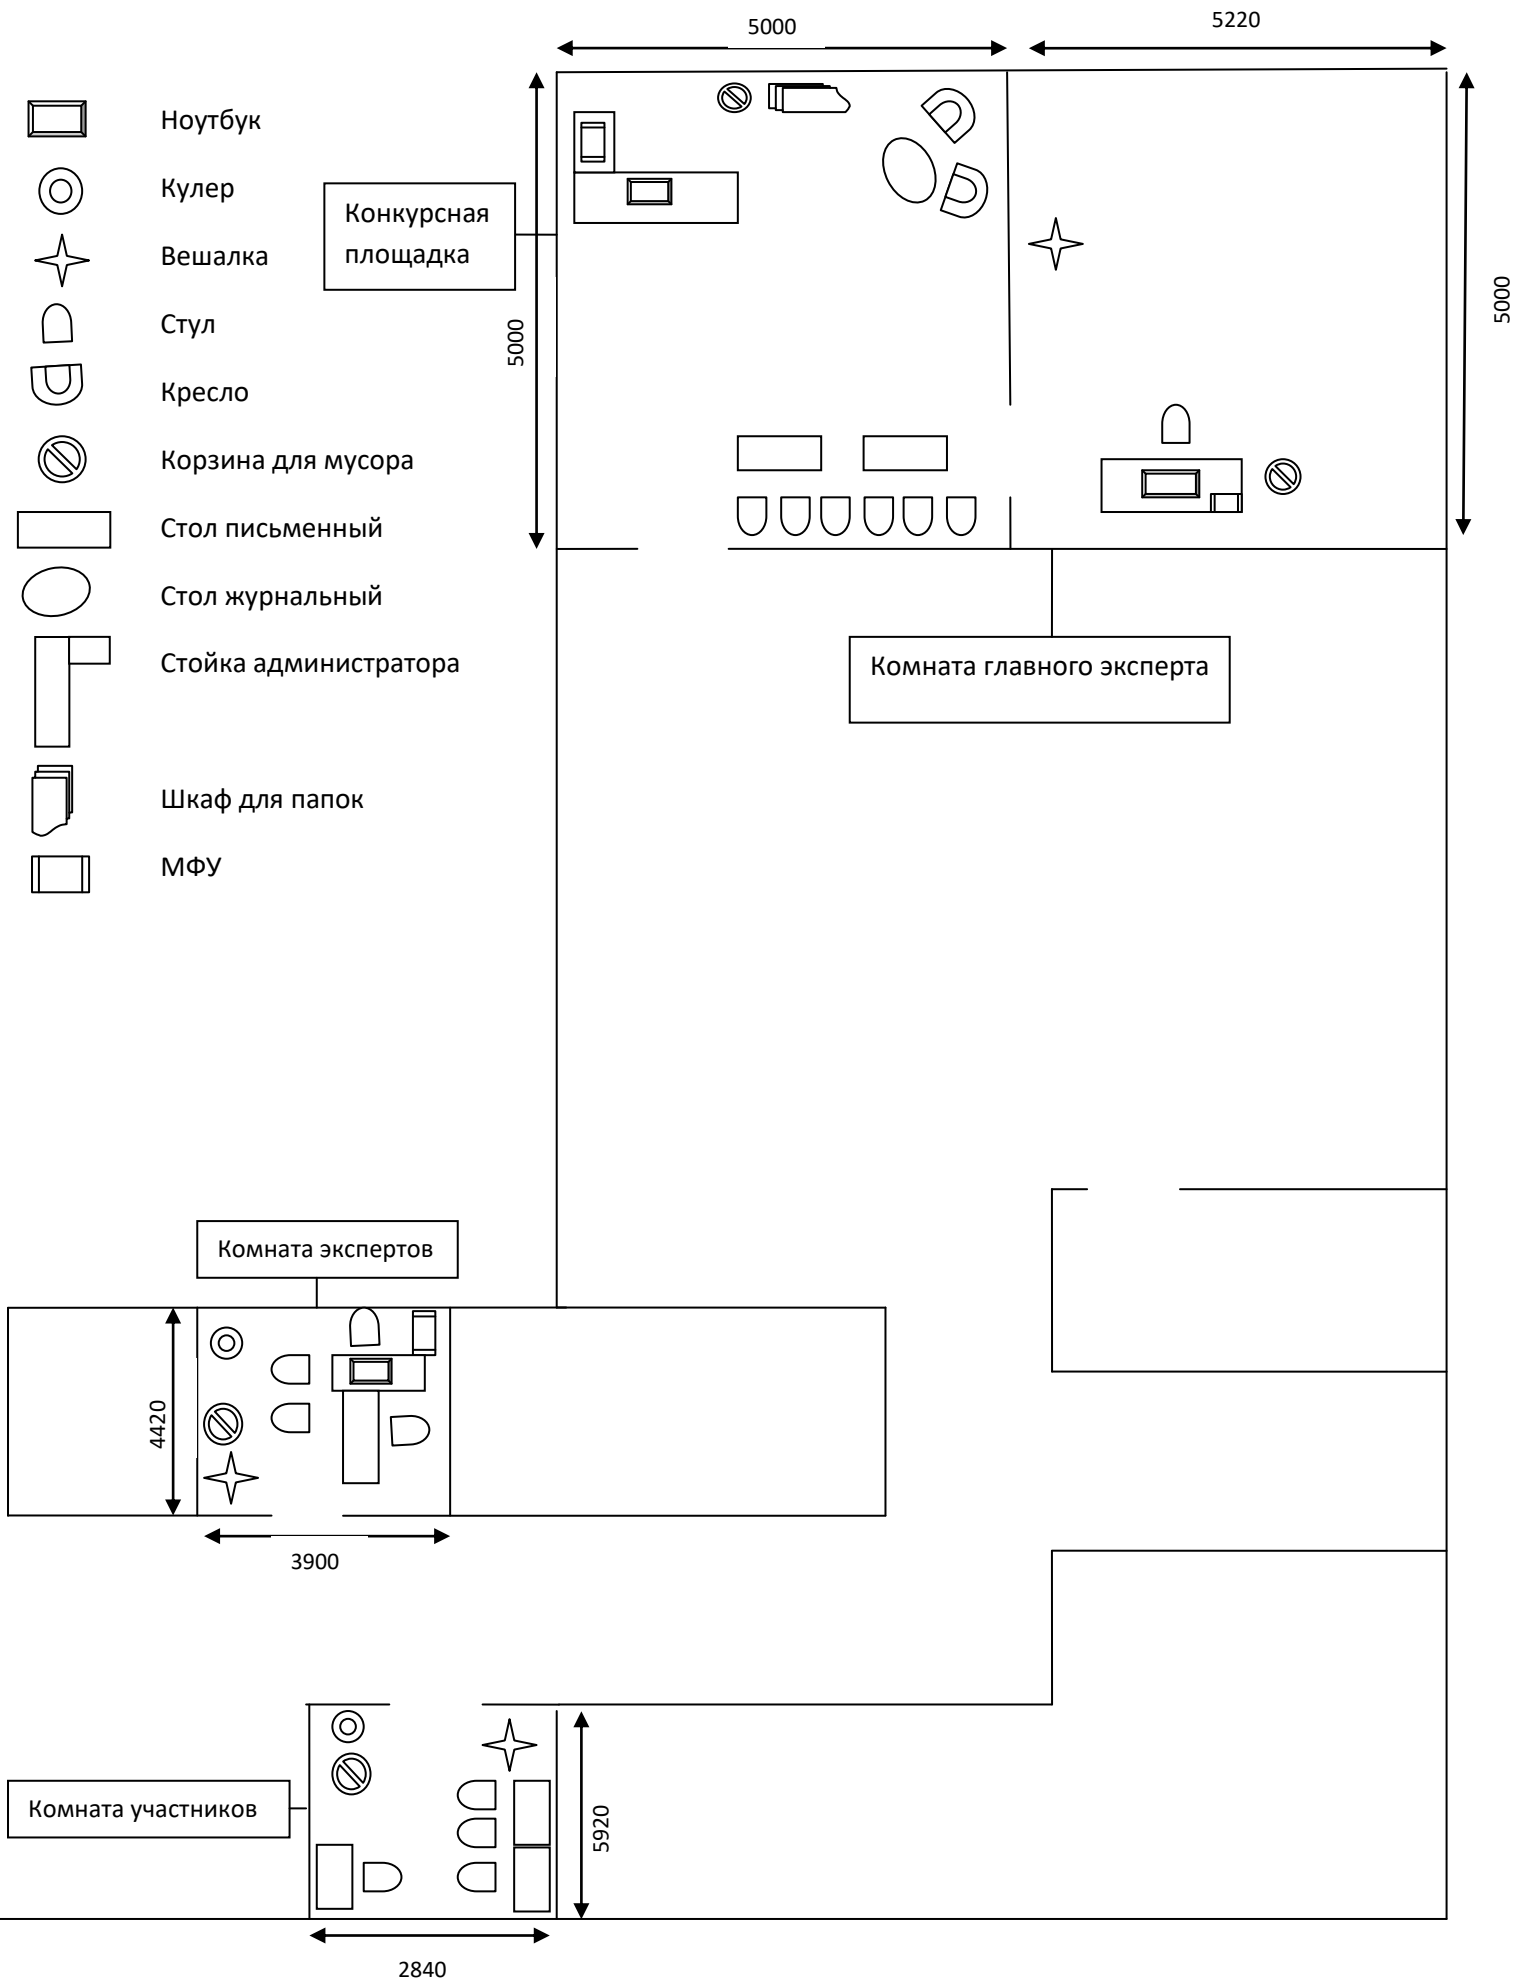 5000
5220
Ноутбук
Кулер
Конкурсная
площадка
Вешалка
5000
Стул
5000
Кресло
Корзина для мусора
Стол письменный
Стол журнальный
Стойка администратора
Комната главного эксперта
Шкаф для папок
МФУ
Комната экспертов
4420
3900
Комната участников
5920
2840